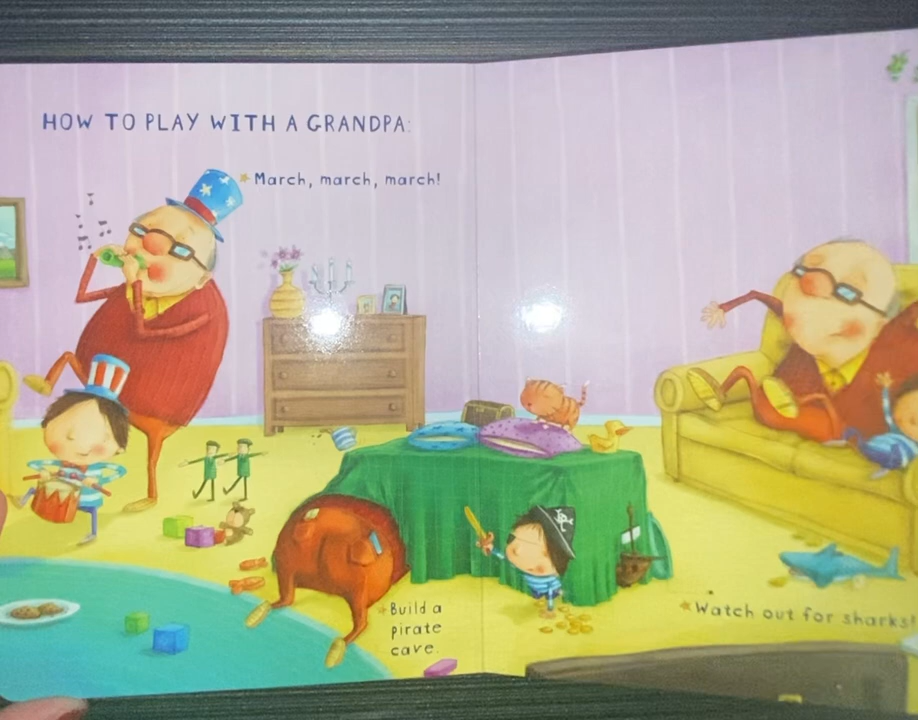 HOW TO PLAY WITH A GRANDPA:
March, march, march!
Build a
pirate
cave.
Watch out for sharks!